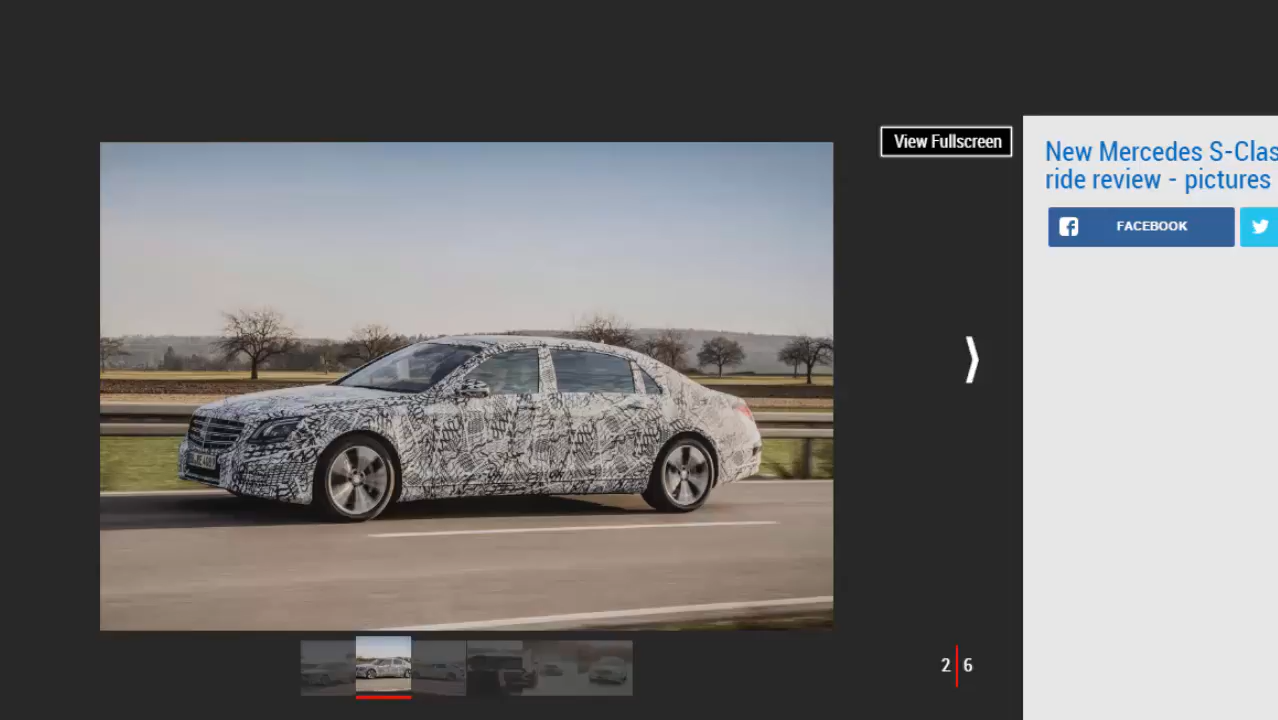 View Fullscreen
New Mercedes S-Clas
ride review - pictures
FACEBOOK
2 6